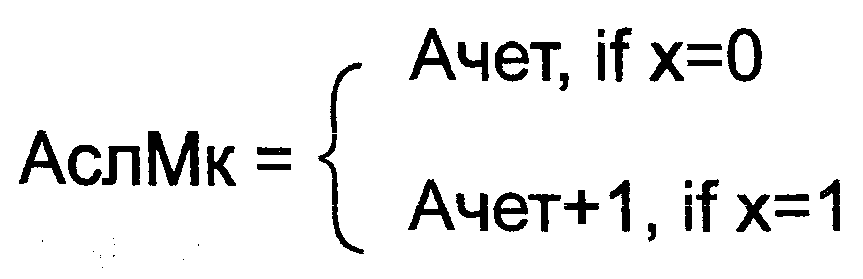 Ачет, if x=0
АслМк =
Ачет+1, if x=1